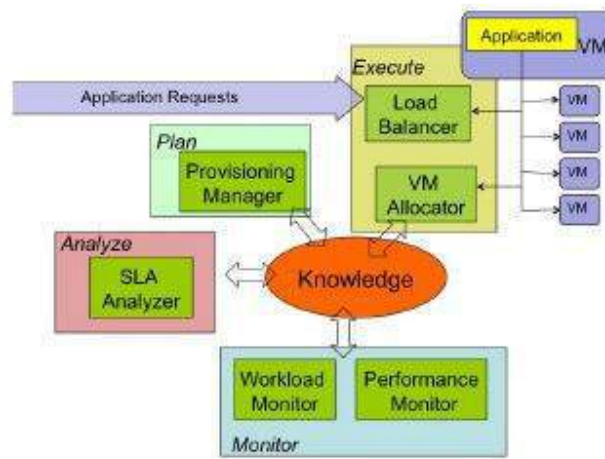 Application
VM
Execute
Application Requests
Load
Balancer
VM
VM
VM
VM
Plan
Provisioning
Manager
VM
Allocator
Analyze
SLA
Analyzer
Knowledge
Workload
Monitor
Performance
Monitor
Monitor